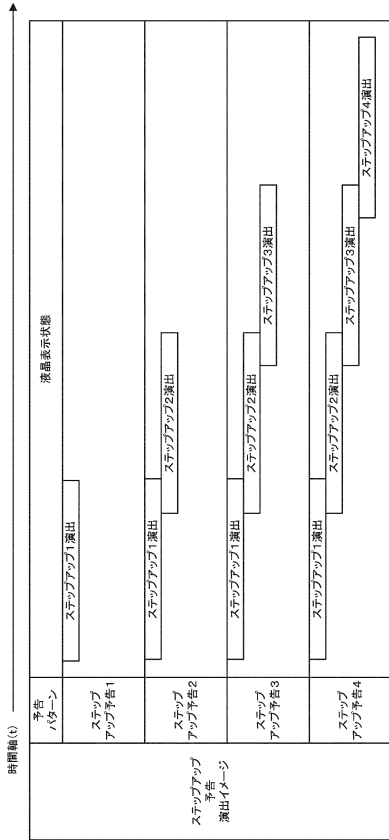 時間軸(t)
ステップアップ
予告
演出イメージ
予告
パターン
液晶表示状態
ステップ
アップ予告1
ステップアップ1演出
ステップ
アップ予告2
ステップアップ1演出
ステップアップ2演出
ステップ
アップ予告3
ステップアップ1演出
ステップアップ2演出
ステップアップ3演出
ステップ
アップ予告4
ステップアップ1演出
ステップアップ2演出
ステップアップ3演出
ステップアップ4演出